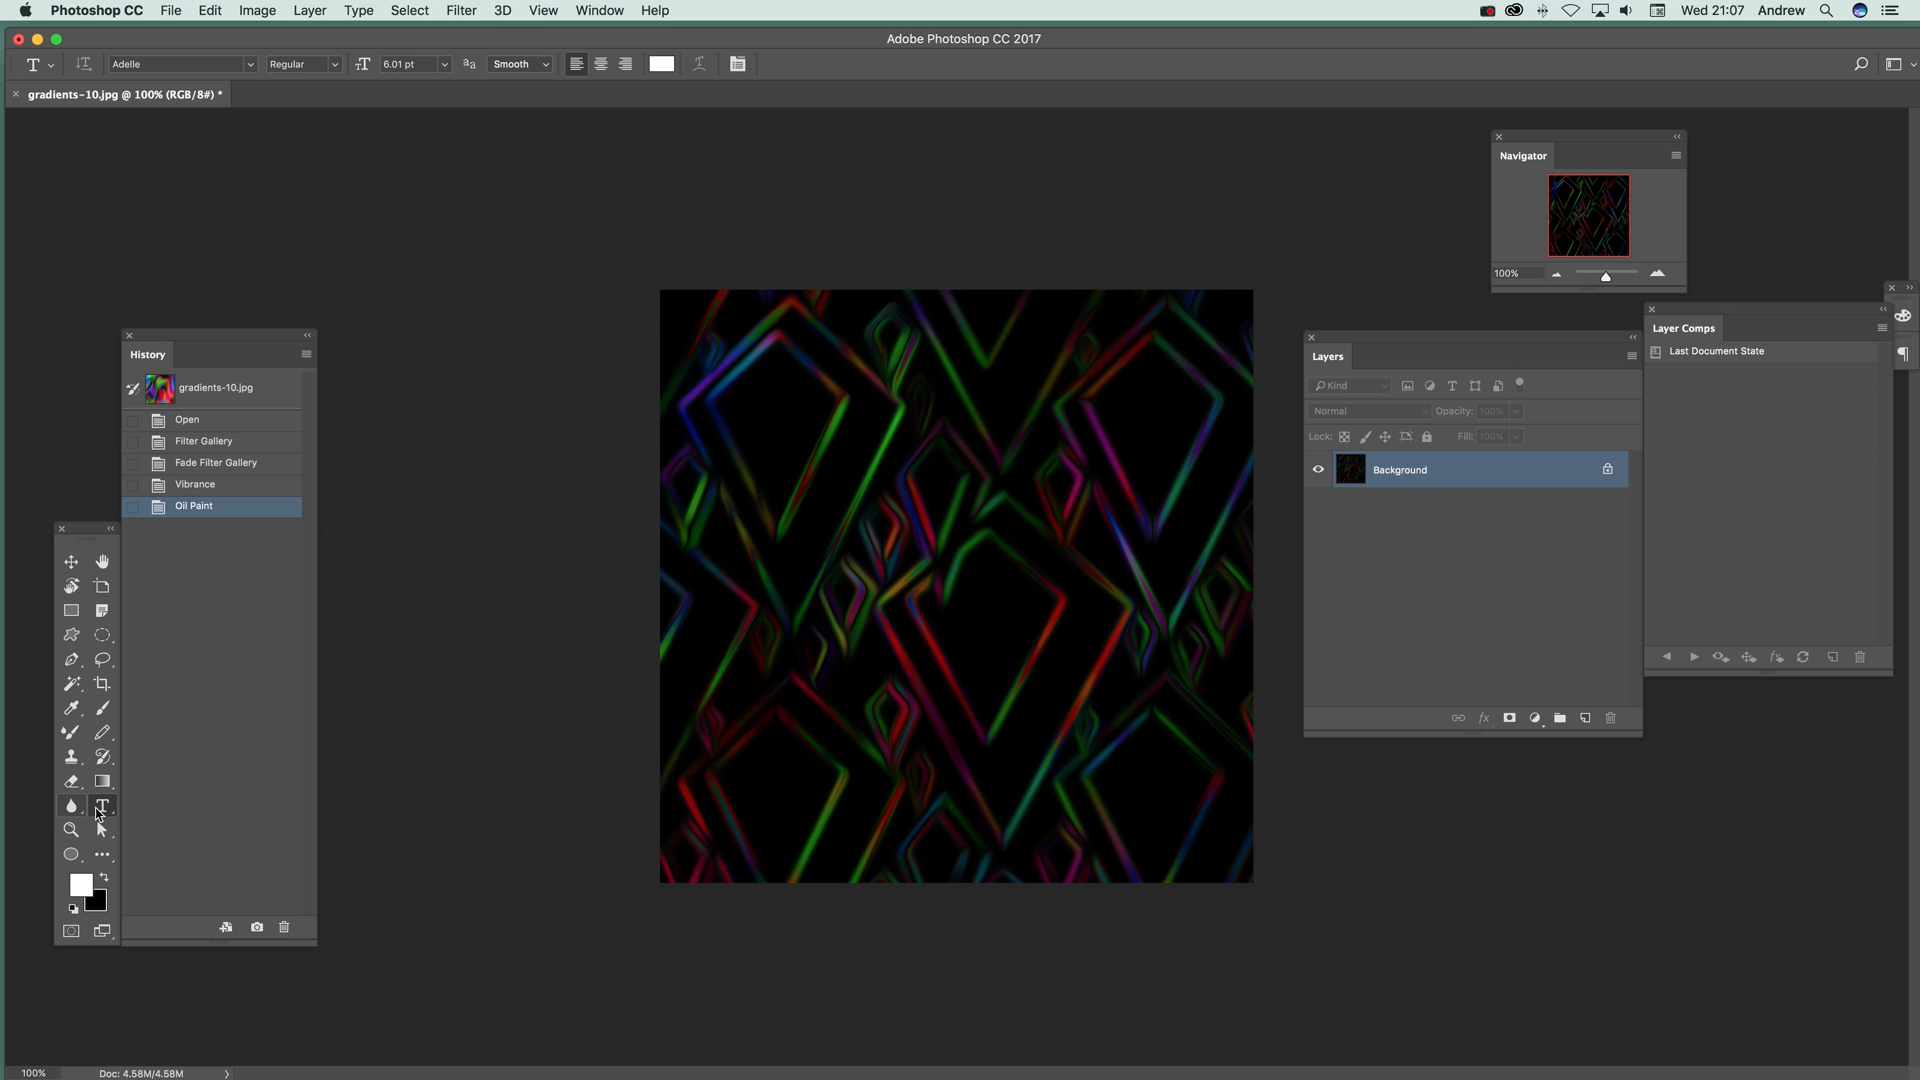 Photoshop CC File Edit Image Layer Type Select Filter 3D View Window Help Wed 21:07 Andrew
Adobe Photoshop CC 2017
Adelle Regular 6.01 pt Smooth
gradients-10.jpg @ 100% (RGB/8#) *
Navigator
100%
Layer Comps
Last Document State
History
gradients-10.jpg
Open
Filter Gallery
Fade Filter Gallery
Vibrance
Oil Paint
Layers
Kind
Normal Opacity: 100%
Lock: Fill: 100%
Background
100% Doc: 4.58M/4.58M